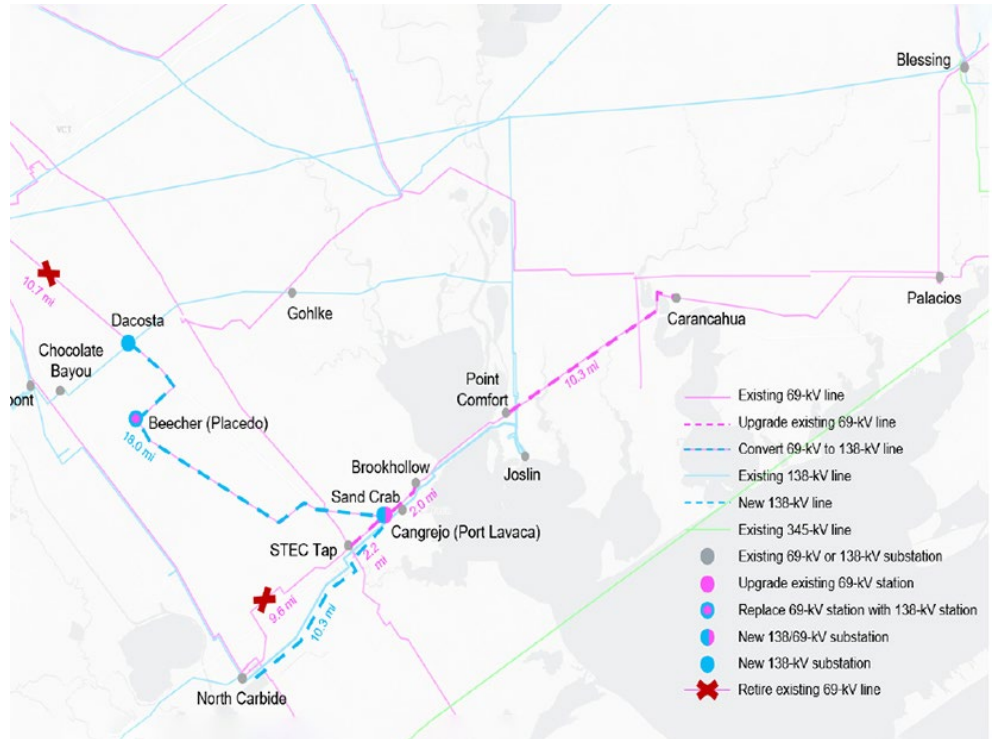 Blessing
VCT
10.7 mi
Dacosta
Gohlke
Palacios
Carancahua
Chocolate
Bayou
ont
Point
Comfort
10.3 mi
Beecher (Placedo)
18.0 mi
Brookhollow
Joslin
Sand Crab
2.0 mi
Cangrejo (Port Lavaca)
STEC Tap
2.2
mi
9.6 mi
10.3 mi
North Carbide
Existing 69-kV line
Upgrade existing 69-kV line
Convert 69-kV to 138-kV line
Existing 138-kV line
New 138-kV line
Existing 345-kV line
Existing 69-kV or 138-kV substation
Upgrade existing 69-kV station
Replace 69-kV station with 138-kV station
New 138/69-kV substation
New 138-kV substation
Retire existing 69-kV line